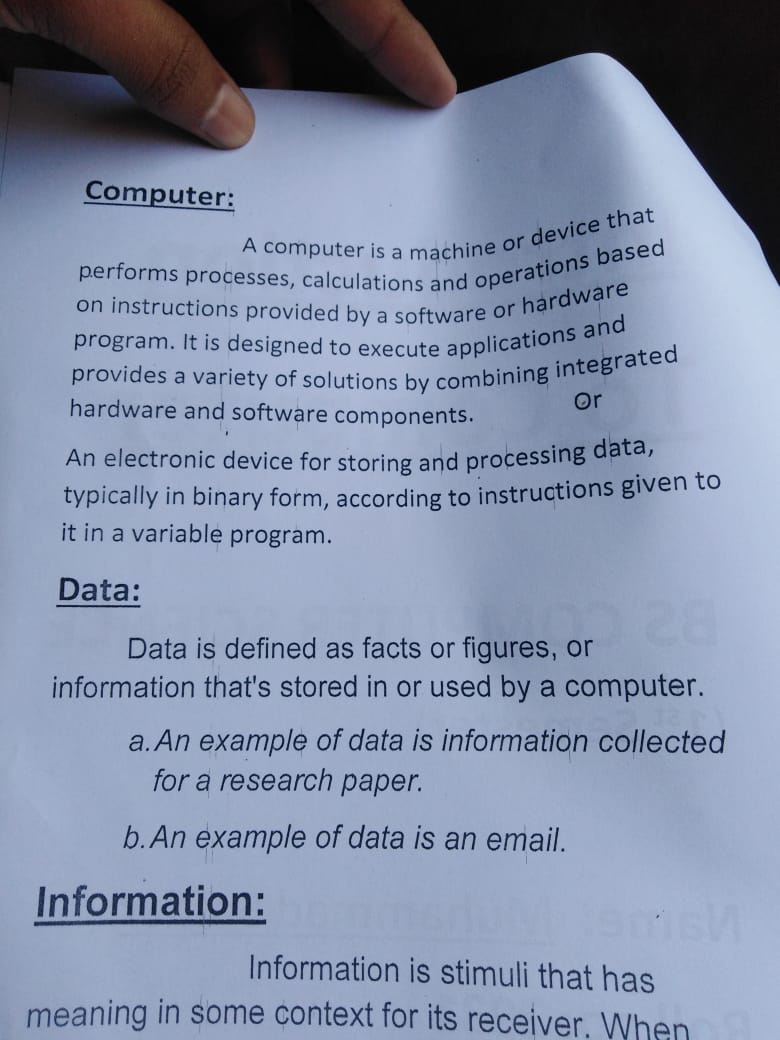 Computer:
A computer is a machine or device that
performs processes, calculations and operations based
on instructions provided by a software or hardware
program. It is designed to execute applications and
provides a variety of solutions by combining integrated
hardware and software components. Or
An electronic device for storing and processing data,
typically in binary form, according to instructions given to
it in a variable program.
Data:
Data is defined as facts or figures, or
information that's stored in or used by a computer.
a. An example of data is information collected
for a research paper.
b. An example of data is an email.
Information:
Information is stimuli that has
meaning in some context for its receiver. When